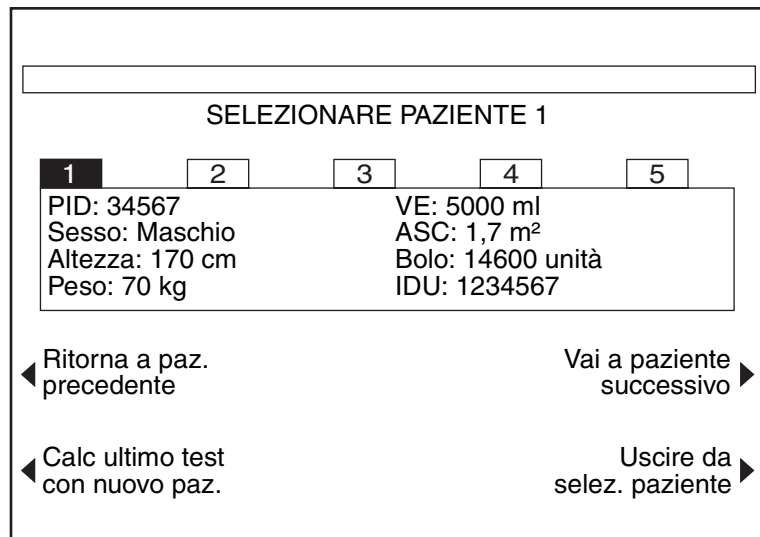 SELEZIONARE PAZIENTE 1
1 2 3 4 5
PID: 34567 VE: 5000 ml
Sesso: Maschio ASC: 1,7 m²
Altezza: 170 cm Bolo: 14600 unità
Peso: 70 kg IDU: 1234567
Ritorna a paz. Vai a paziente
precedente successivo
Calc ultimo test Uscire da
con nuovo paz. selez. paziente